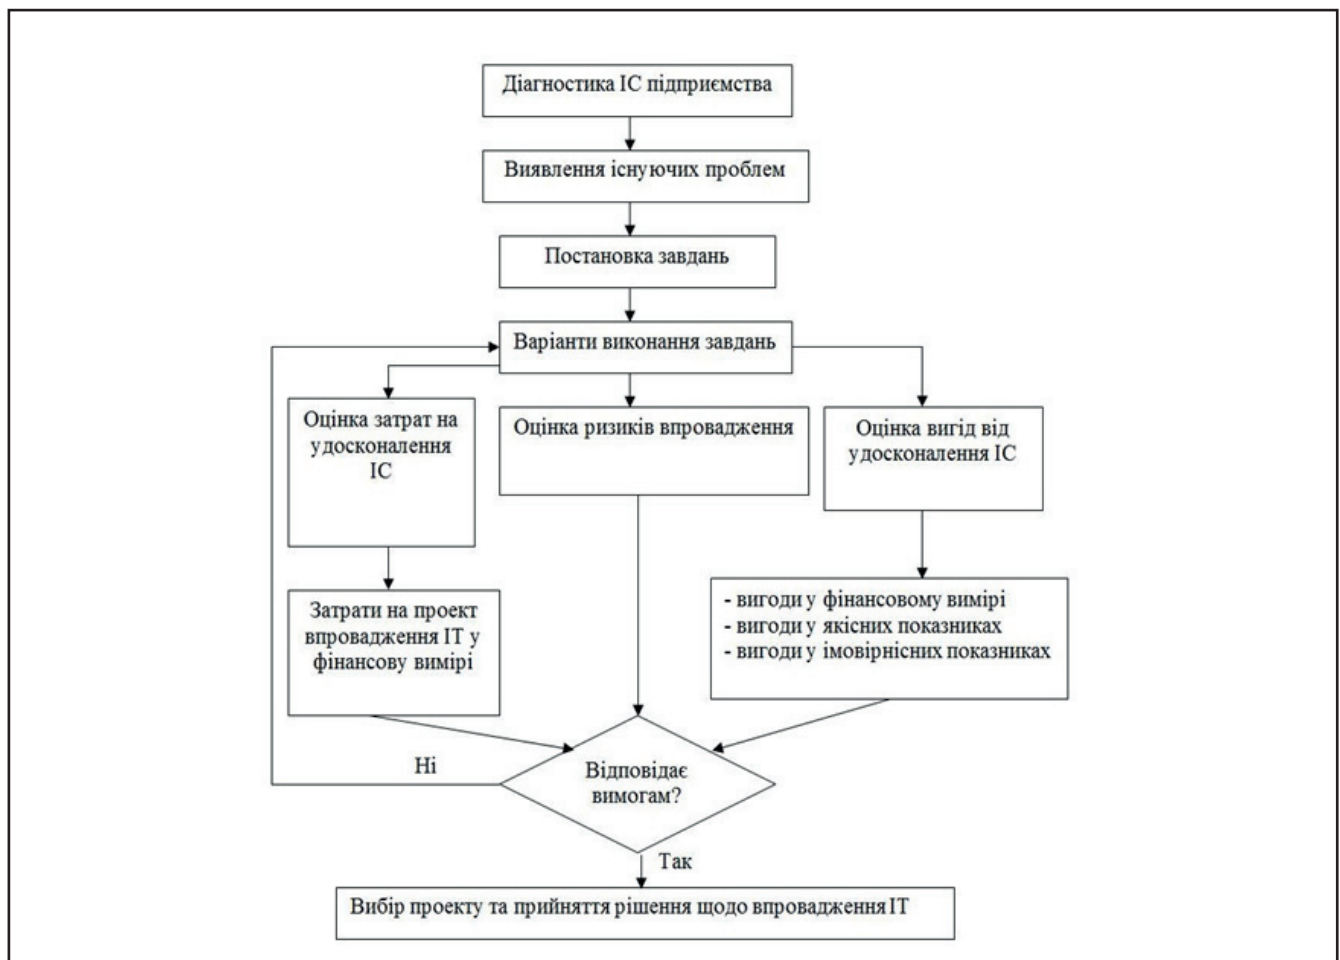 Діагностика ІС підприємства
Виявлення існуючих проблем
Постановка завдань
Варіанти виконання завдань
Оцінка затрат на
удосконалення
ІС
Оцінка ризиків впровадження
Оцінка вигід від
удосконалення ІС
Затрати на проект
впровадження ІТ у
фінансову вимірі
- вигоди у фінансовому вимірі
- вигоди у якісних показниках
- вигоди у імовірнісних показниках
Ні
Відповідає
вимогам?
Так
Вибір проекту та прийняття рішення щодо впровадження ІТ